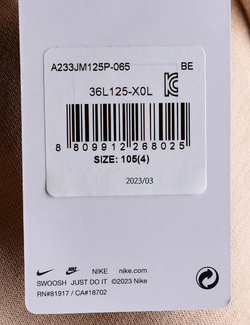 A233JM125P-065 BE
36L125-X0L
8 809912 268025
SIZE: 105(4)
2023/03
NIKE nike.com
SWOOSH JUST DO IT ©2023 Nike
RN#81917 / CA#18702